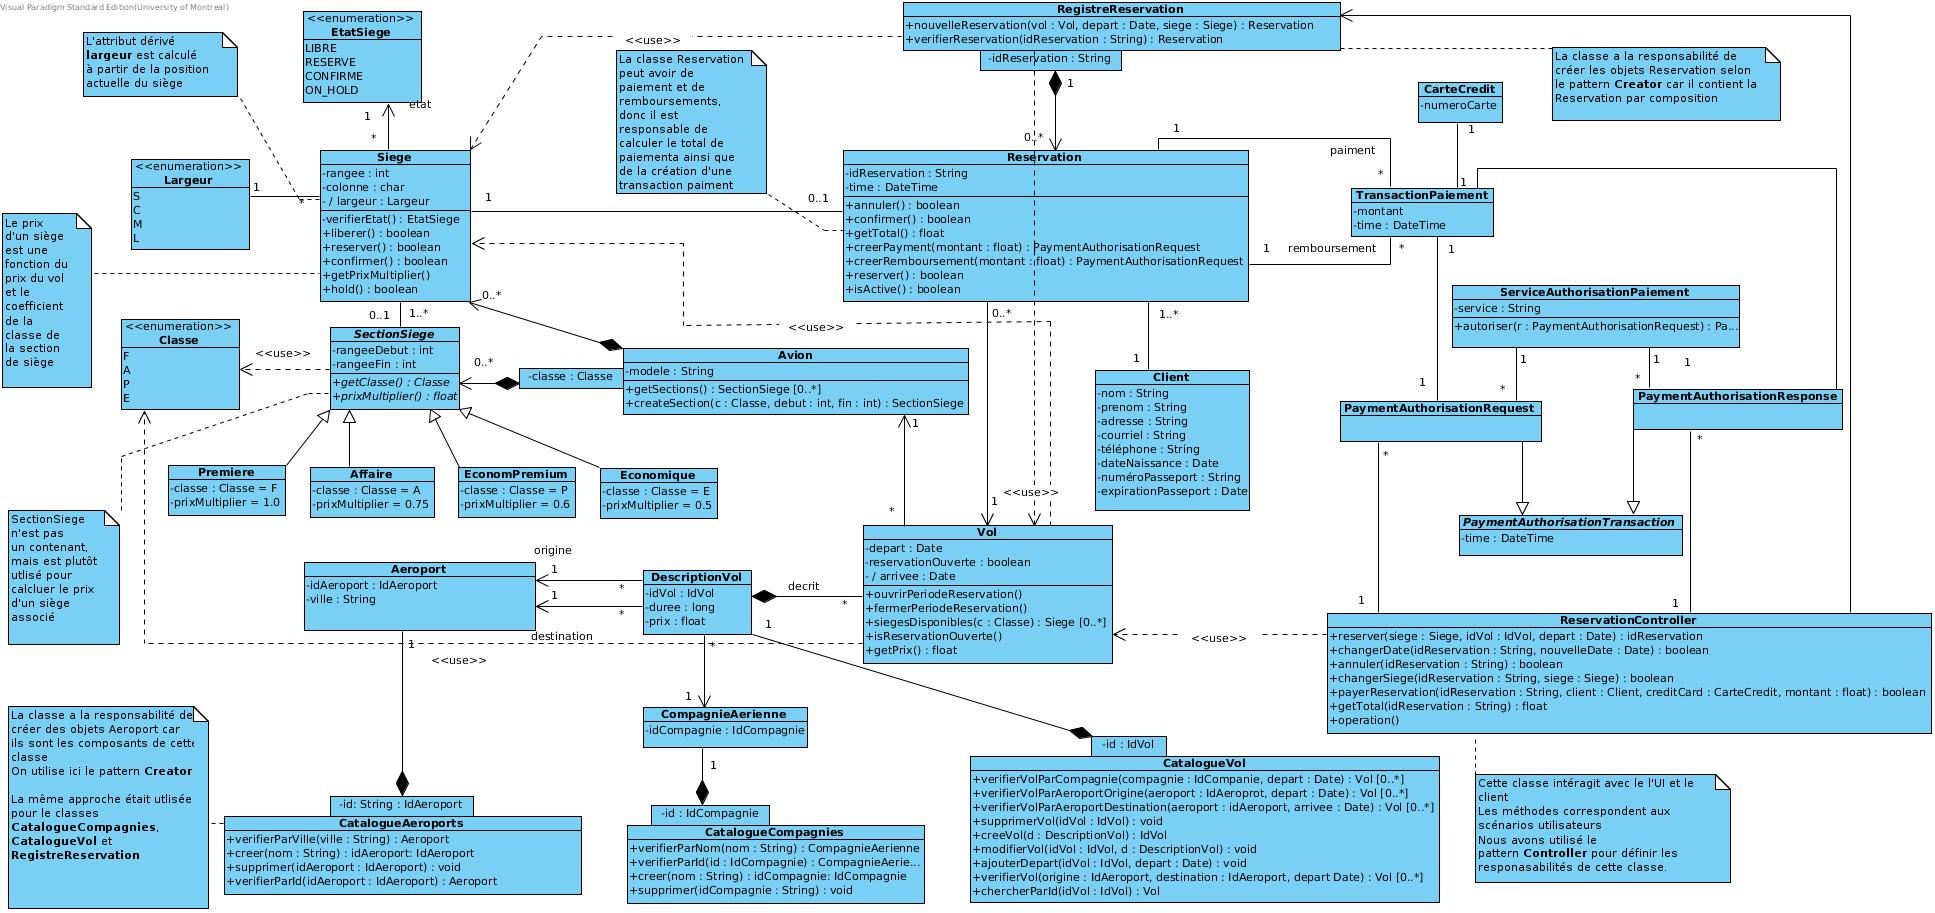 Visual Paradigm Standard Edition(University of Montreal)
<<enumeration>>
EtatSiege
LIBRE
RESERVE
CONFIRME
ON_HOLD
L'attribut dérivé
largeur est calculé
à partir de la position
actuelle du siège
<<use>>
La classe Reservation
peut avoir de
paiement et de
remboursements,
donc il est
responsable de
calculer le total de
paiementa ainsi que
de la création d'une
transaction paiment
RegistreReservation
+nouvelleReservation(vol : Vol, depart : Date, siege : Siege) : Reservation
+verifierReservation(idReservation : String) : Reservation
-idReservation : String
1
0..*
La classe a la responsabilité de
créer les objets Reservation selon
le pattern Creator car il contient la
Reservation par composition
CarteCredit
-numeroCarte
1
1
etat
1
*
<<enumeration>>
Largeur
S
C
M
L
1
*
Siege
-rangee : int
-colonne : char
- / largeur : Largeur
-verifierEtat() : EtatSiege
+liberer() : boolean
+reserver() : boolean
+confirmer() : boolean
+getPrixMultiplier()
+hold() : boolean
1
0..1
Reservation
-idReservation : String
-time : DateTime
+annuler() : boolean
+confirmer() : boolean
+getTotal() : float
+creerPayment(montant : float) : PaymentAuthorisationRequest
+creerRemboursement(montant : float) : PaymentAuthorisationRequest
+reserver() : boolean
+isActive() : boolean
1
paiment
*
TransactionPaiement
-montant
-time : DateTime
1
remboursement
*
1
Le prix
d'un siège
est une
fonction du
prix du vol
et le
coefficient
de la
classe de
la section
de siège
<<enumeration>>
Classe
F
A
P
E
<<use>>
0..1
1..*
0..*
SectionSiege
-rangeeDebut : int
-rangeeFin : int
+getClasse() : Classe
+prixMultiplier() : float
0..*
-classe : Classe
Avion
-modele : String
+getSections() : SectionSiege [0..*]
+createSection(c : Classe, debut : int, fin : int) : SectionSiege
<<use>>
0..*
1..*
1
Client
-nom : String
-prenom : String
-adresse : String
-courriel : String
-téléphone : String
-dateNaissance : Date
-numéroPasseport : String
-expirationPasseport : Date
ServiceAuthorisationPaiement
-service : String
+autoriser(r : PaymentAuthorisationRequest) : Pa...
1
1
1
1
*
*
PaymentAuthorisationRequest
PaymentAuthorisationResponse
*
*
PaymentAuthorisationTransaction
-time : DateTime
Premiere
-classe : Classe = F
-prixMultiplier = 1.0
Affaire
-classe : Classe = A
-prixMultiplier = 0.75
EconomPremium
-classe : Classe = P
-prixMultiplier = 0.6
Economique
-classe : Classe = E
-prixMultiplier = 0.5
1
*
1
<<use>>
SectionSiege
n'est pas
un contenant,
mais est plutôt
utlisé pour
calcluer le prix
d'un siège
associé
Aeroport
-idAeroport : IdAeroport
-ville : String
origine
1
*
1
*
destination
DescriptionVol
-idVol : IdVol
-duree : long
-prix : float
decrit
*
1
*
Vol
-depart : Date
-reservationOuverte : boolean
- / arrivee : Date
+ouvrirPeriodeReservation()
+fermerPeriodeReservation()
+siegesDisponibles(c : Classe) : Siege [0..*]
+isReservationOuverte()
+getPrix() : float
1
1
<<use>>
ReservationController
+reserver(siege : Siege, idVol : IdVol, depart : Date) : idReservation
+changerDate(idReservation : String, nouvelleDate : Date) : boolean
+annuler(idReservation : String) : boolean
+changerSiege(idReservation : String, siege : Siege) : boolean
+payerReservation(idReservation : String, client : Client, creditCard : CarteCredit, montant : float) : boolean
+getTotal(idReservation : String) : float
+operation()
1
<<use>>
La classe a la responsabilité de
créer des objets Aeroport car
ils sont les composants de cette
classe
On utilise ici le pattern Creator
La même approche était utlisée
pour le classes
CatalogueCompagnies,
CatalogueVol et
RegistreReservation
1
CompagnieAerienne
-idCompagnie : IdCompagnie
1
-id: String : IdAeroport
CatalogueAeroports
+verifierParVille(ville : String) : Aeroport
+creer(nom : String) : idAeroport: IdAeroport
+supprimer(idAeroport : IdAeroport) : void
+verifierParId(idAeroport : IdAeroport) : Aeroport
-id : IdCompagnie
CatalogueCompagnies
+verifierParNom(nom : String) : CompagnieAerienne
+verifierParId(id : IdCompagnie) : CompagnieAerie...
+creer(nom : String) : idCompagnie: IdCompagnie
+supprimer(idCompagnie : String) : void
-id : IdVol
CatalogueVol
+verifierVolParCompagnie(compagnie : IdCompanie, depart : Date) : Vol [0..*]
+verifierVolParAeroportOrigine(aeroport : IdAeroprot, depart : Date) : Vol [0..*]
+verifierVolParAeroportDestination(aeroport : idAeroport, arrivee : Date) : Vol [0..*]
+supprimerVol(idVol : IdVol) : void
+creeVol(d : DescriptionVol) : IdVol
+modifierVol(idVol : IdVol, d : DescriptionVol) : void
+ajouterDepart(idVol : IdVol, depart : Date) : void
+verifierVol(origine : IdAeroport, destination : IdAeroport, depart Date) : Vol [0..*]
+chercherParId(idVol : IdVol) : Vol
Cette classe intéragit avec le l'UI et le
client
Les méthodes correspondent aux
scénarios utilisateurs
Nous avons utilisé le
pattern Controller pour définir les
responasabilités de cette classe.